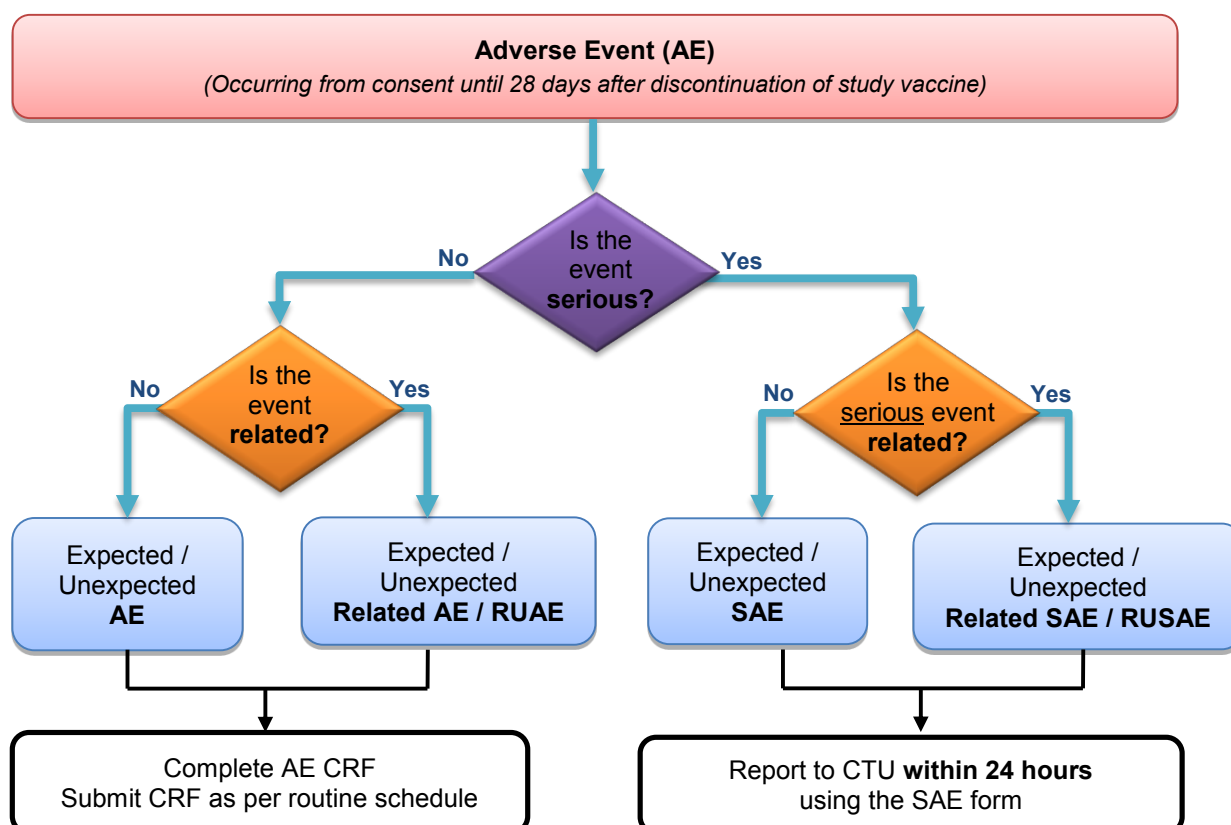 Adverse Event (AE)
(Occurring from consent until 28 days after discontinuation of study vaccine)
Is the
event
serious?
No
Yes
Is the
event
related?
No
Yes
Is the
serious event
related?
No
Yes
Expected /
Unexpected
AE
Expected /
Unexpected
Related AE / RUAE
Expected /
Unexpected
SAE
Expected /
Unexpected
Related SAE / RUSAE
Complete AE CRF
Submit CRF as per routine schedule
Report to CTU within 24 hours
using the SAE form